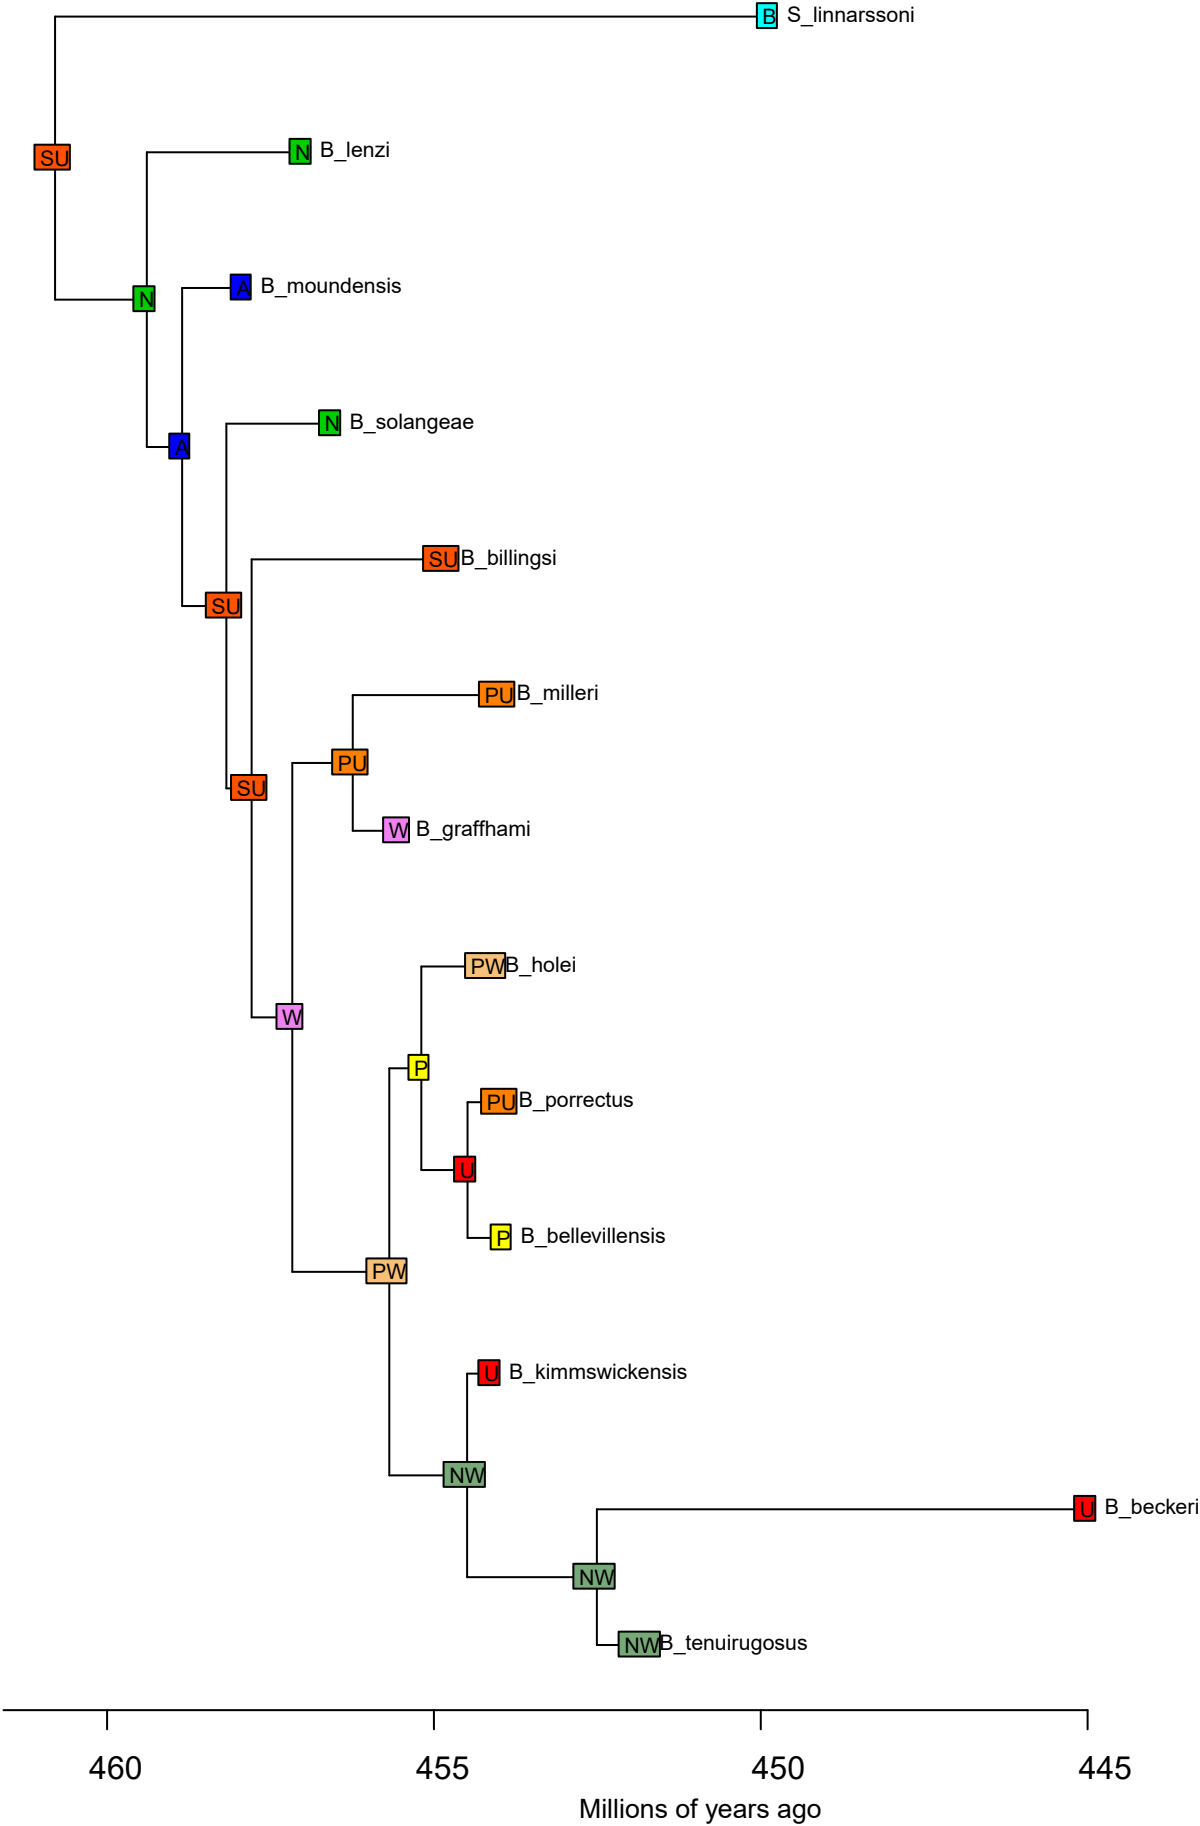 B S_linnarssoni
N B_lenzi
SU
A B_moundensis
N
N B_solangeae
A
SU B_billingsi
SU
PU B_milleri
PU
SU
W B_graffhami
PW B_holei
W
P
PU B_porrectus
U
P B_bellevillensis
PW
U B_kimmswickensis
NW
U B_beckeri
NW
NW B_tenuirugosus
460 455 450 445
Millions of years ago